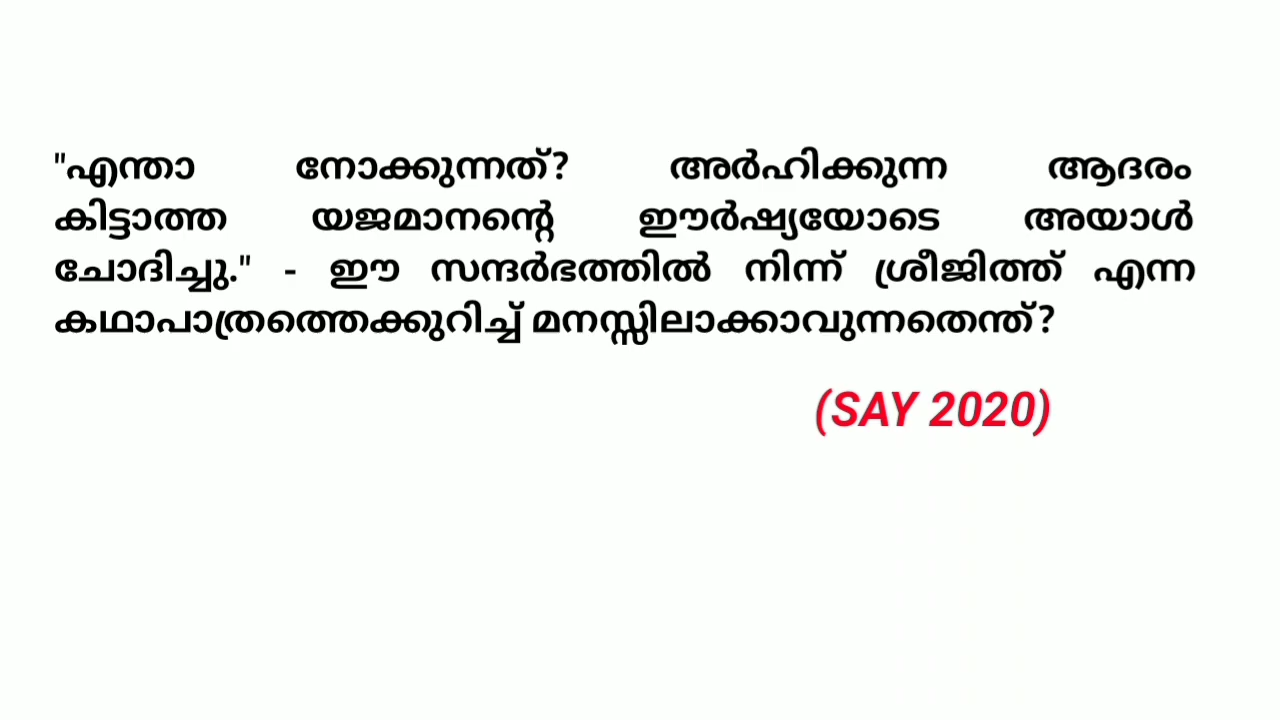 "എന്താ നോക്കുന്നത്? അർഹിക്കുന്ന ആദരം
കിട്ടാത്ത യജമാനന്റെ ഈർഷ്യയോടെ അയാൾ
ചോദിച്ചു." - ഈ സന്ദർഭത്തിൽ നിന്ന് ശ്രീജിത്ത് എന്ന
കഥാപാത്രത്തെക്കുറിച്ച് മനസ്സിലാക്കാവുന്നതെന്ത്?
(SAY 2020)